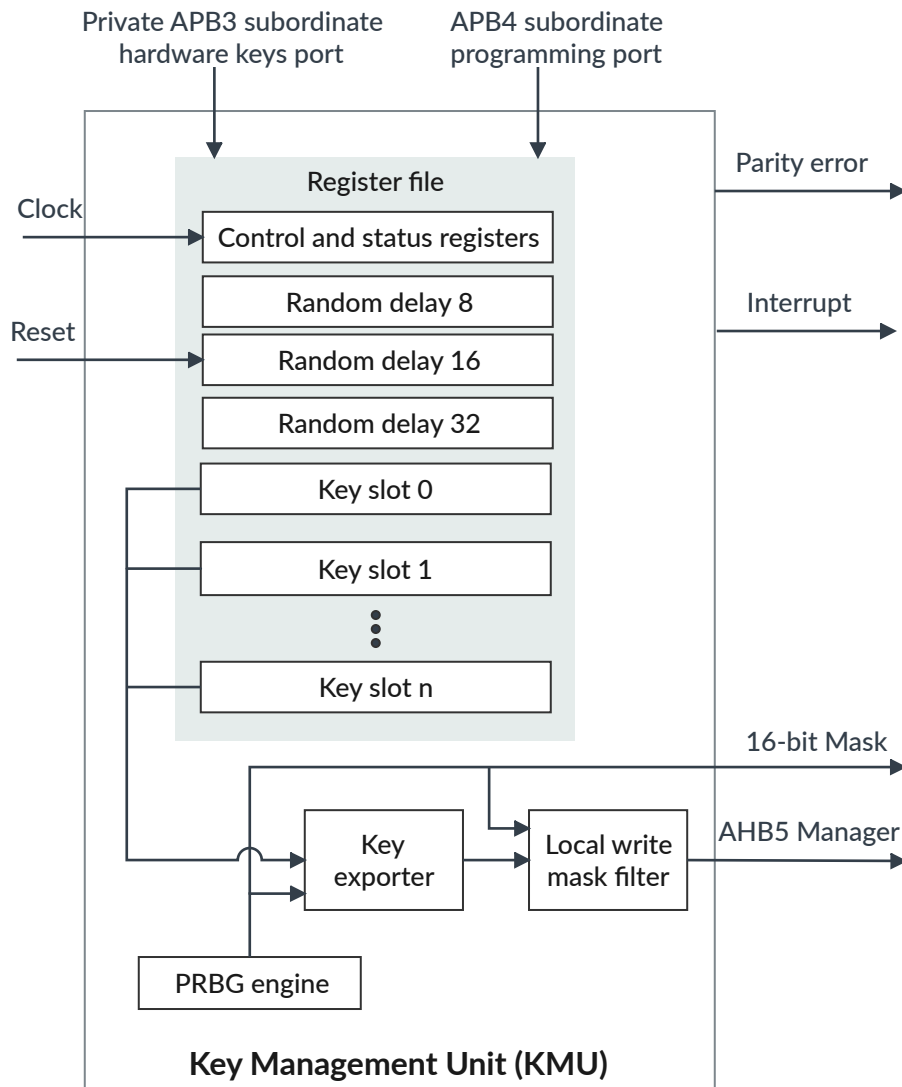 Private APB3 subordinate
hardware keys port
APB4 subordinate
programming port
Parity error
Register file
Clock
Control and status registers
Random delay 8
Interrupt
Reset
Random delay 16
Random delay 32
Key slot 0
Key slot 1
Key slot n
16-bit Mask
AHB5 Manager
Key
exporter
Local write
mask filter
PRBG engine
Key Management Unit (KMU)